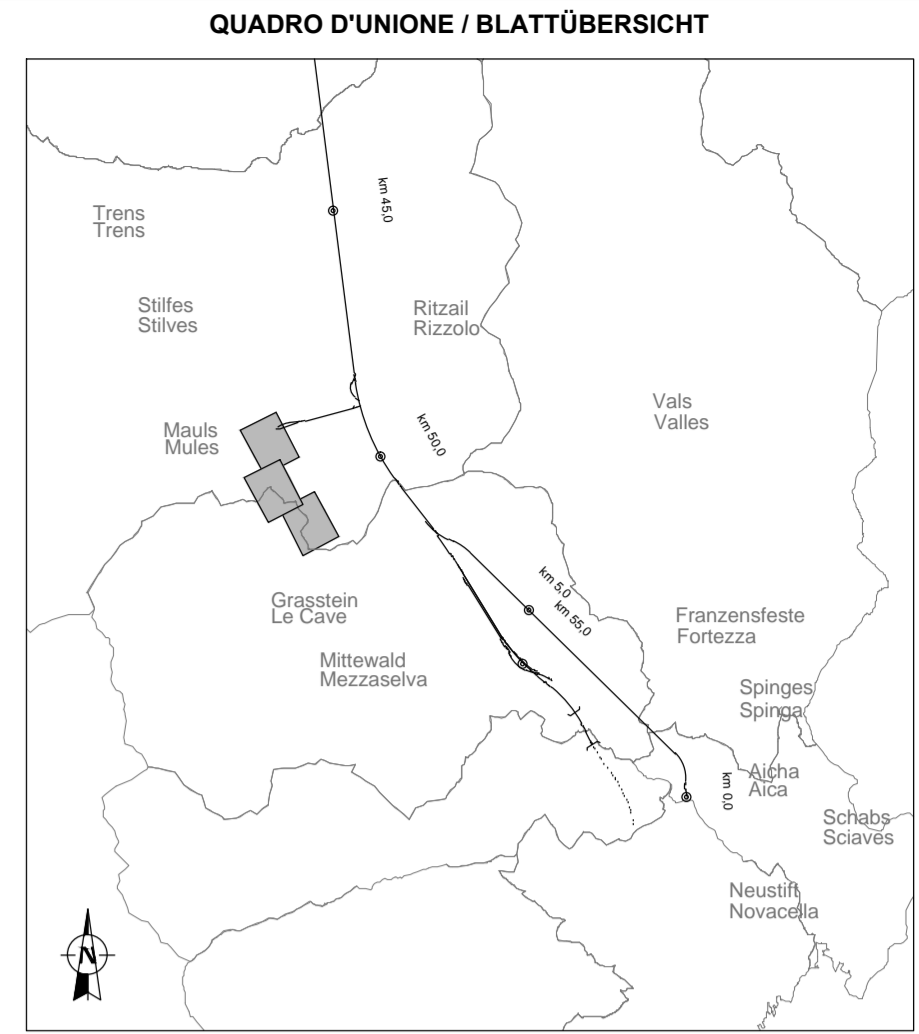 QUADRO D'UNIONE / BLATTÜBERSICHT
km 45,0
Trens
Trens
Stilfes
Stilves
Ritzail
Rizzolo
Vals
Valles
Mauls
Mules
km 50,0
km 5,0
km 55,0
Grasstein
Le Cave
Franzensfeste
Fortezza
Mittewald
Mezzaselva
Spinges
Spinga
Aicha
Aica
km 0,0
Schabs
Sciaves
Neustift
Novacella
N